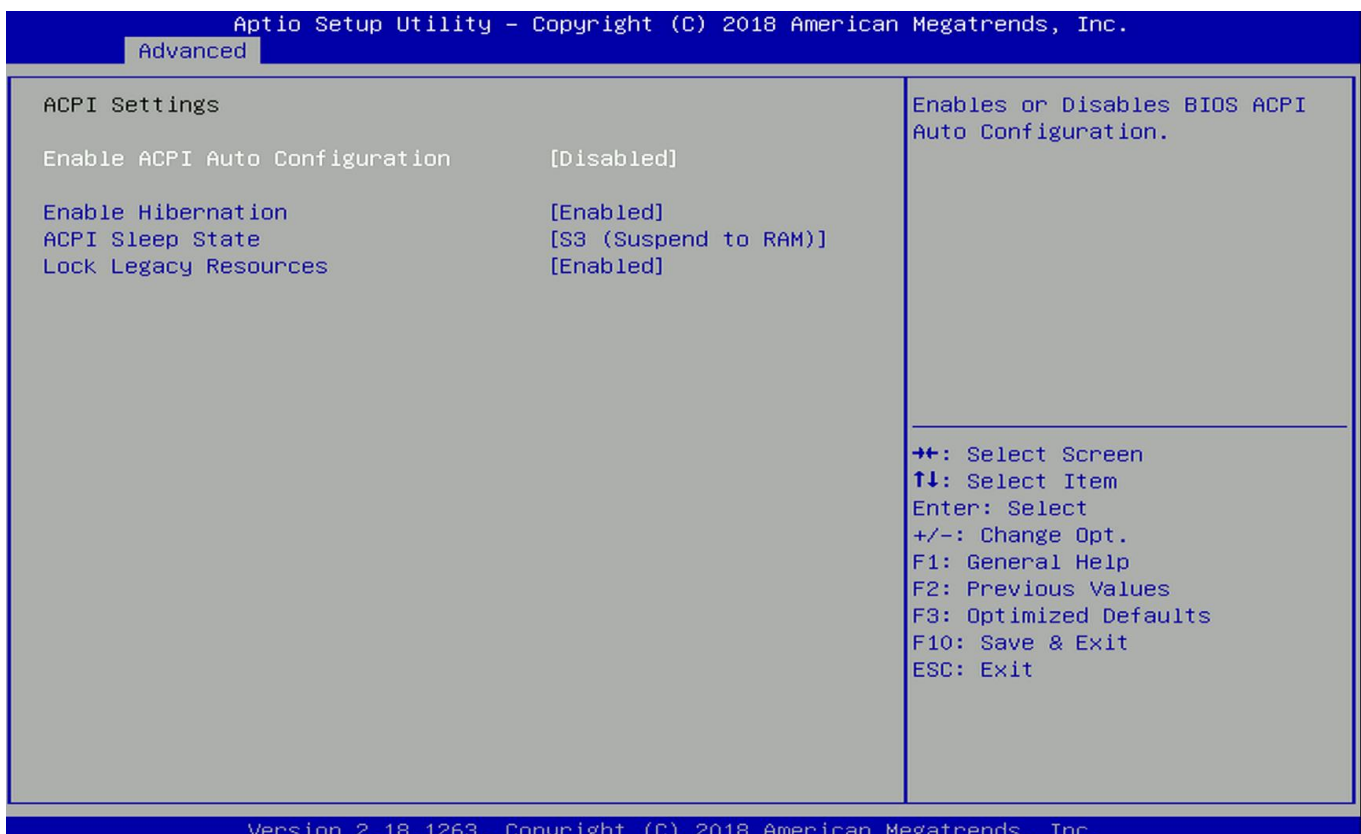 Aptio Setup Utility – Copyright (C) 2018 American Megatrends, Inc.
Advanced
ACPI Settings
Enable ACPI Auto Configuration [Disabled]
Enable Hibernation [Enabled]
ACPI Sleep State [S3 (Suspend to RAM)]
Lock Legacy Resources [Enabled]
Enables or Disables BIOS ACPI
Auto Configuration.
→←: Select Screen
↑↓: Select Item
Enter: Select
+/-: Change Opt.
F1: General Help
F2: Previous Values
F3: Optimized Defaults
F10: Save & Exit
ESC: Exit
Version 2.18.1263. Copyright (C) 2018 American Megatrends, Inc.